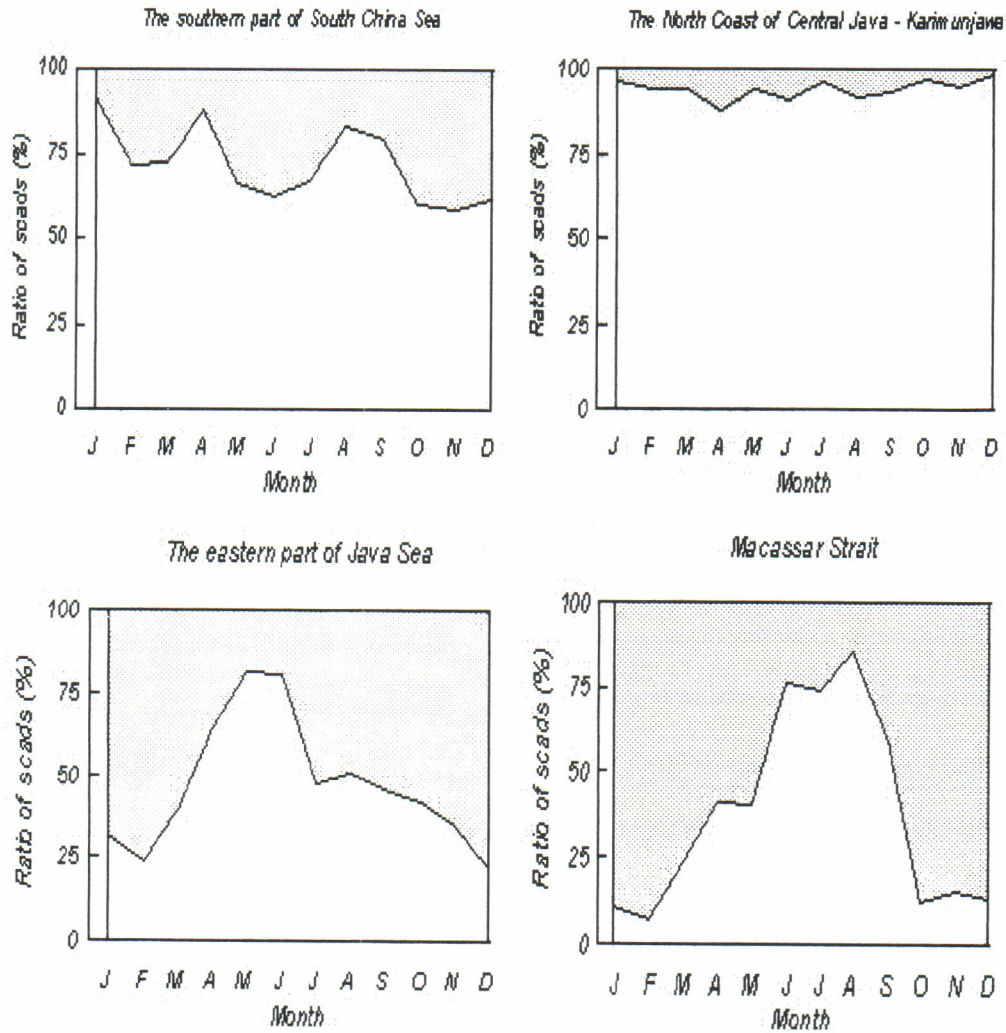 The southern part of South China Sea
100
75
50
25
0
Ratio of scads (%)
J F M A M J J A S O N D
Month
The North Coast of Central Java - Karimunjawa
100
75
50
25
0
Ratio of scads (%)
J F M A M J J A S O N D
Month
The eastern part of Java Sea
100
75
50
25
0
Ratio of scads (%)
J F M A M J J A S O N D
Month
Macassar Strait
100
75
50
25
0
Ratio of scads (%)
J F M A M J J A S O N D
Month